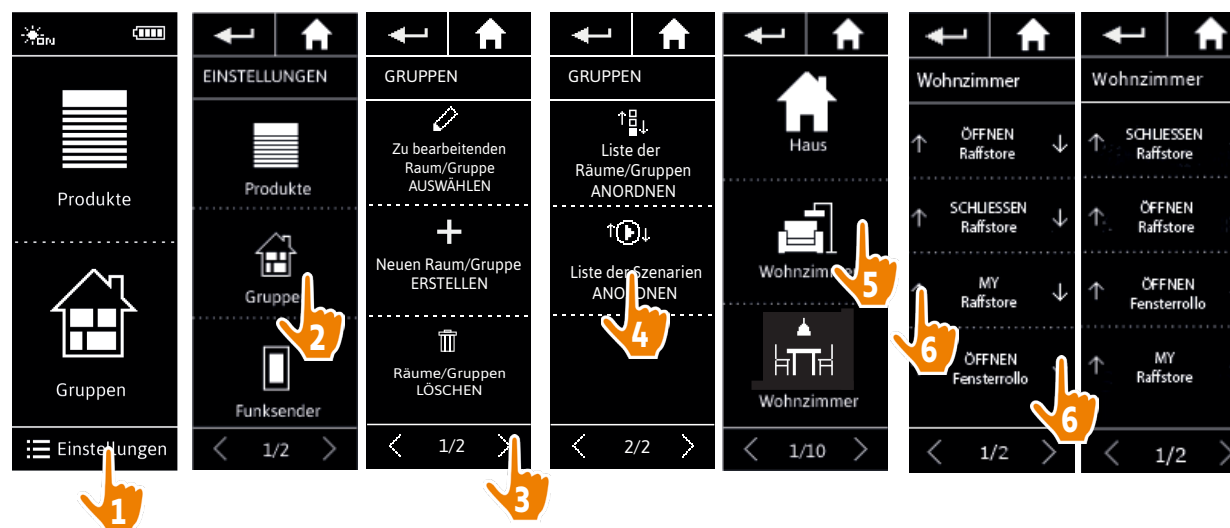 ON
Produkte
Gruppen
Einstellungen
1
EINSTELLUNGEN
Produkte
Gruppe
2
Funksender
1/2
GRUPPEN
Zu bearbeitenden
Raum/Gruppe
AUSWÄHLEN
Neuen Raum/Gruppe
ERSTELLEN
Räume/Gruppen
LÖSCHEN
1/2
3
GRUPPEN
Liste der
Räume/Gruppen
ANORDNEN
Liste der Szenarien
ANORDNEN
4
2/2
Haus
Wohnzimmer
5
Wohnzimmer
1/10
Wohnzimmer
ÖFFNEN
Raffstore
SCHLIESSEN
Raffstore
MY
Raffstore
6
ÖFFNEN
Fensterrollo
6
1/2
Wohnzimmer
SCHLIESSEN
Raffstore
ÖFFNEN
Raffstore
ÖFFNEN
Fensterrollo
MY
Raffstore
1/2